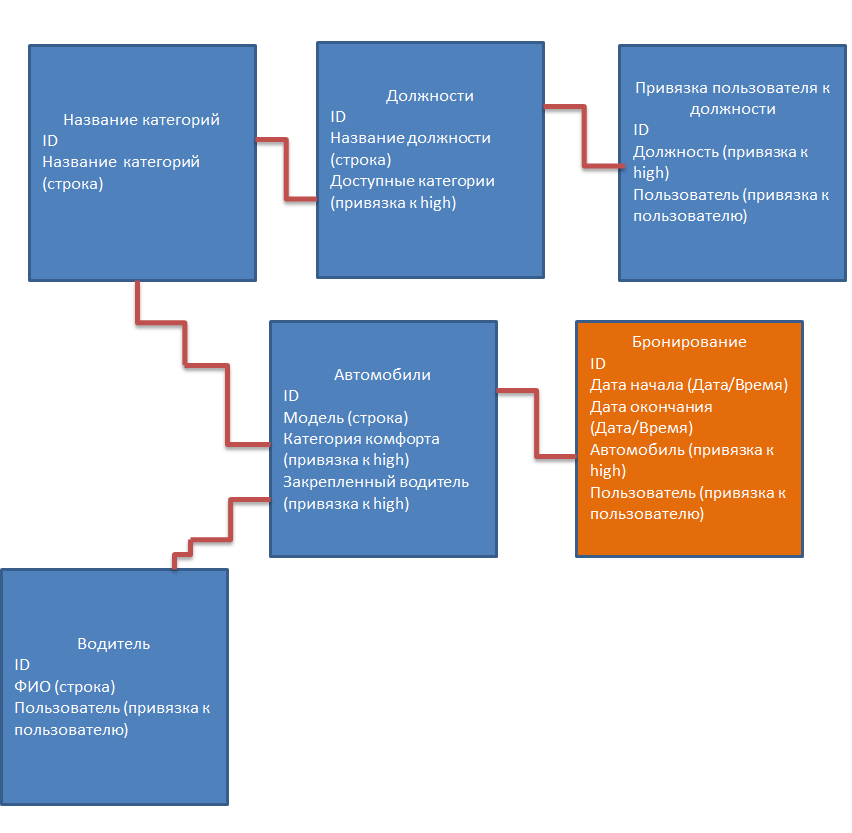 Название категорий
ID
Название категорий
(строка)
Должности
ID
Название должности
(строка)
Доступные категории
(привязка к high)
Привязка пользователя к
должности
ID
Должность (привязка к
high)
Пользователь (привязка к
пользователю)
Автомобили
ID
Модель (строка)
Категория комфорта
(привязка к high)
Закрепленный водитель
(привязка к high)
Бронирование
ID
Дата начала (Дата/Время)
Дата окончания
(Дата/Время)
Автомобиль (привязка к
high)
Пользователь (привязка к
пользователю)
Водитель
ID
ФИО (строка)
Пользователь (привязка к
пользователю)